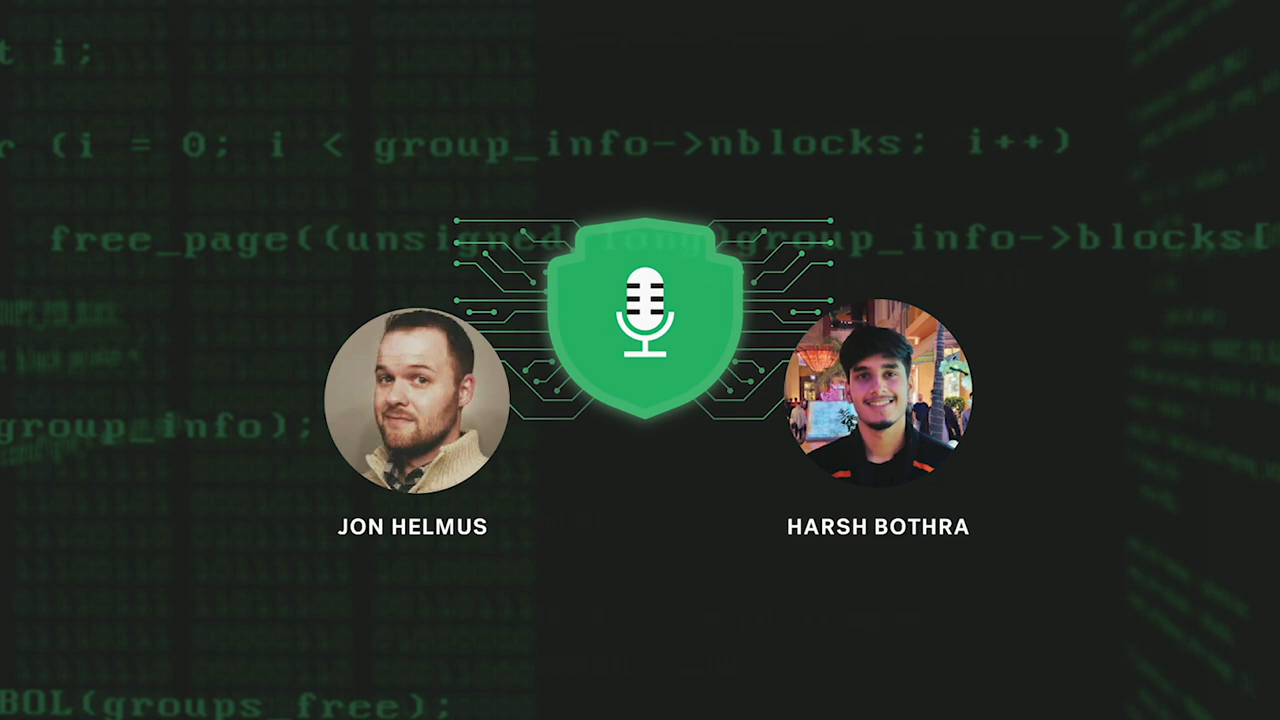 t i;
r (i = 0; i < group_info->nblocks; i++)
free_page((unsigned long)group_info->blocks[
group_info);
JON HELMUS
HARSH BOTHRA
BOL(groups_free);